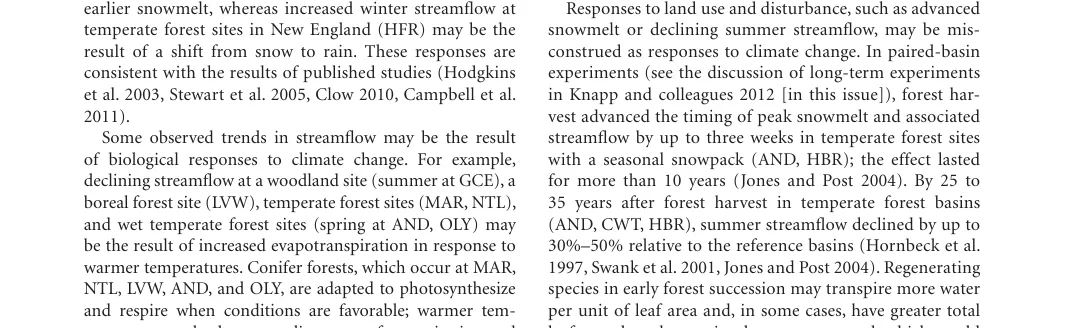 earlier snowmelt, whereas increased winter streamflow at
temperate forest sites in New England (HFR) may be the
result of a shift from snow to rain. These responses are
consistent with the results of published studies (Hodgkins
et al. 2003, Stewart et al. 2005, Clow 2010, Campbell et al.
2011).
Some observed trends in streamflow may be the result
of biological responses to climate change. For example,
declining streamflow at a woodland site (summer at GCE), a
boreal forest site (LVW), temperate forest sites (MAR, NTL),
and wet temperate forest sites (spring at AND, OLY) may
be the result of increased evapotranspiration in response to
warmer temperatures. Conifer forests, which occur at MAR,
NTL, LVW, AND, and OLY, are adapted to photosynthesize
and respire when conditions are favorable; warmer tem-
Responses to land use and disturbance, such as advanced
snowmelt or declining summer streamflow, may be mis-
construed as responses to climate change. In paired-basin
experiments (see the discussion of long-term experiments
in Knapp and colleagues 2012 [in this issue]), forest har-
vest advanced the timing of peak snowmelt and associated
streamflow by up to three weeks in temperate forest sites
with a seasonal snowpack (AND, HBR); the effect lasted
for more than 10 years (Jones and Post 2004). By 25 to
35 years after forest harvest in temperate forest basins
(AND, CWT, HBR), summer streamflow declined by up to
30%–50% relative to the reference basins (Hornbeck et al.
1997, Swank et al. 2001, Jones and Post 2004). Regenerating
species in early forest succession may transpire more water
per unit of leaf area and, in some cases, have greater total